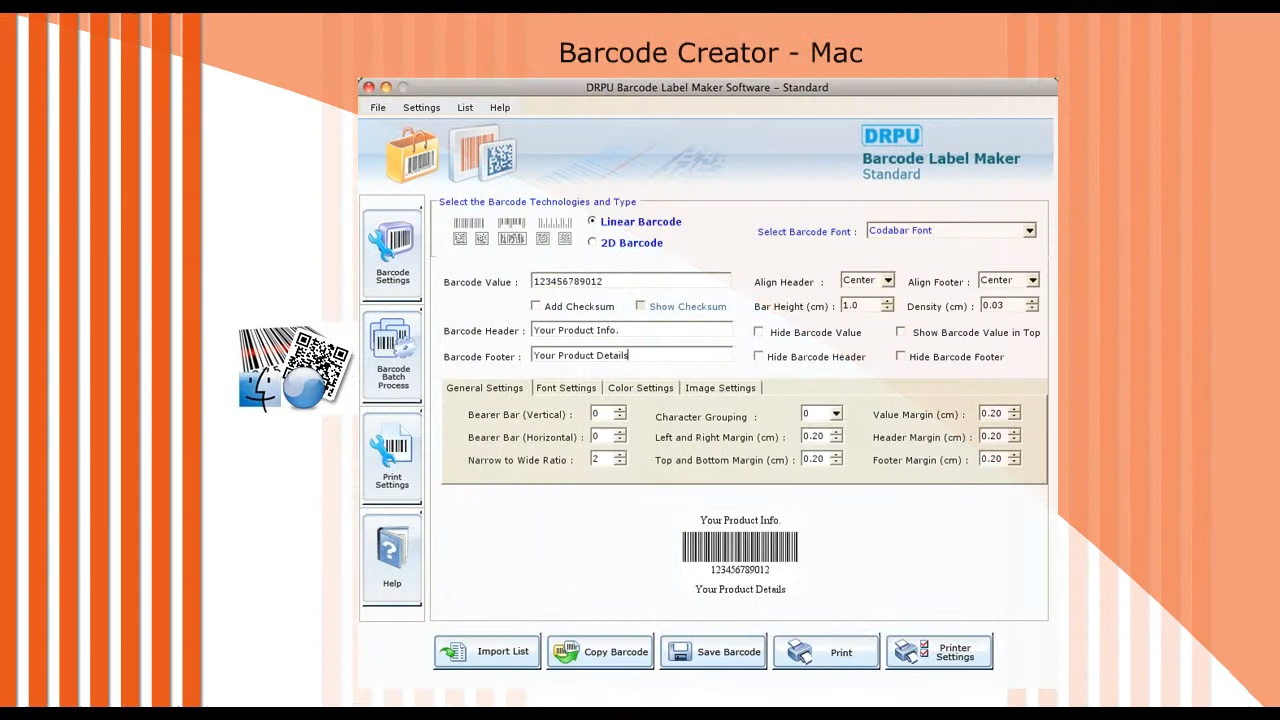 Barcode Creator - Mac
DRPU Barcode Label Maker Software – Standard
File Settings List Help
DRPU
Barcode Label Maker
Standard
Select the Barcode Technologies and Type
Linear Barcode
2D Barcode
Select Barcode Font : Codabar Font
Barcode Settings
Barcode Batch Process
Print Settings
Help
Barcode Value : 123456789012
Align Header : Center Align Footer : Center
Add Checksum Show Checksum
Bar Height (cm) : 1.0 Density (cm) : 0.03
Barcode Header : Your Product Info.
Hide Barcode Value Show Barcode Value in Top
Barcode Footer : Your Product Details
Hide Barcode Header Hide Barcode Footer
General Settings Font Settings Color Settings Image Settings
Bearer Bar (Vertical) : 0 Character Grouping : 0 Value Margin (cm) : 0.20
Bearer Bar (Horizontal) : 0 Left and Right Margin (cm) : 0.20 Header Margin (cm) : 0.20
Narrow to Wide Ratio : 2 Top and Bottom Margin (cm) : 0.20 Footer Margin (cm) : 0.20
Your Product Info.
123456789012
Your Product Details
Import List Copy Barcode Save Barcode Print Printer Settings